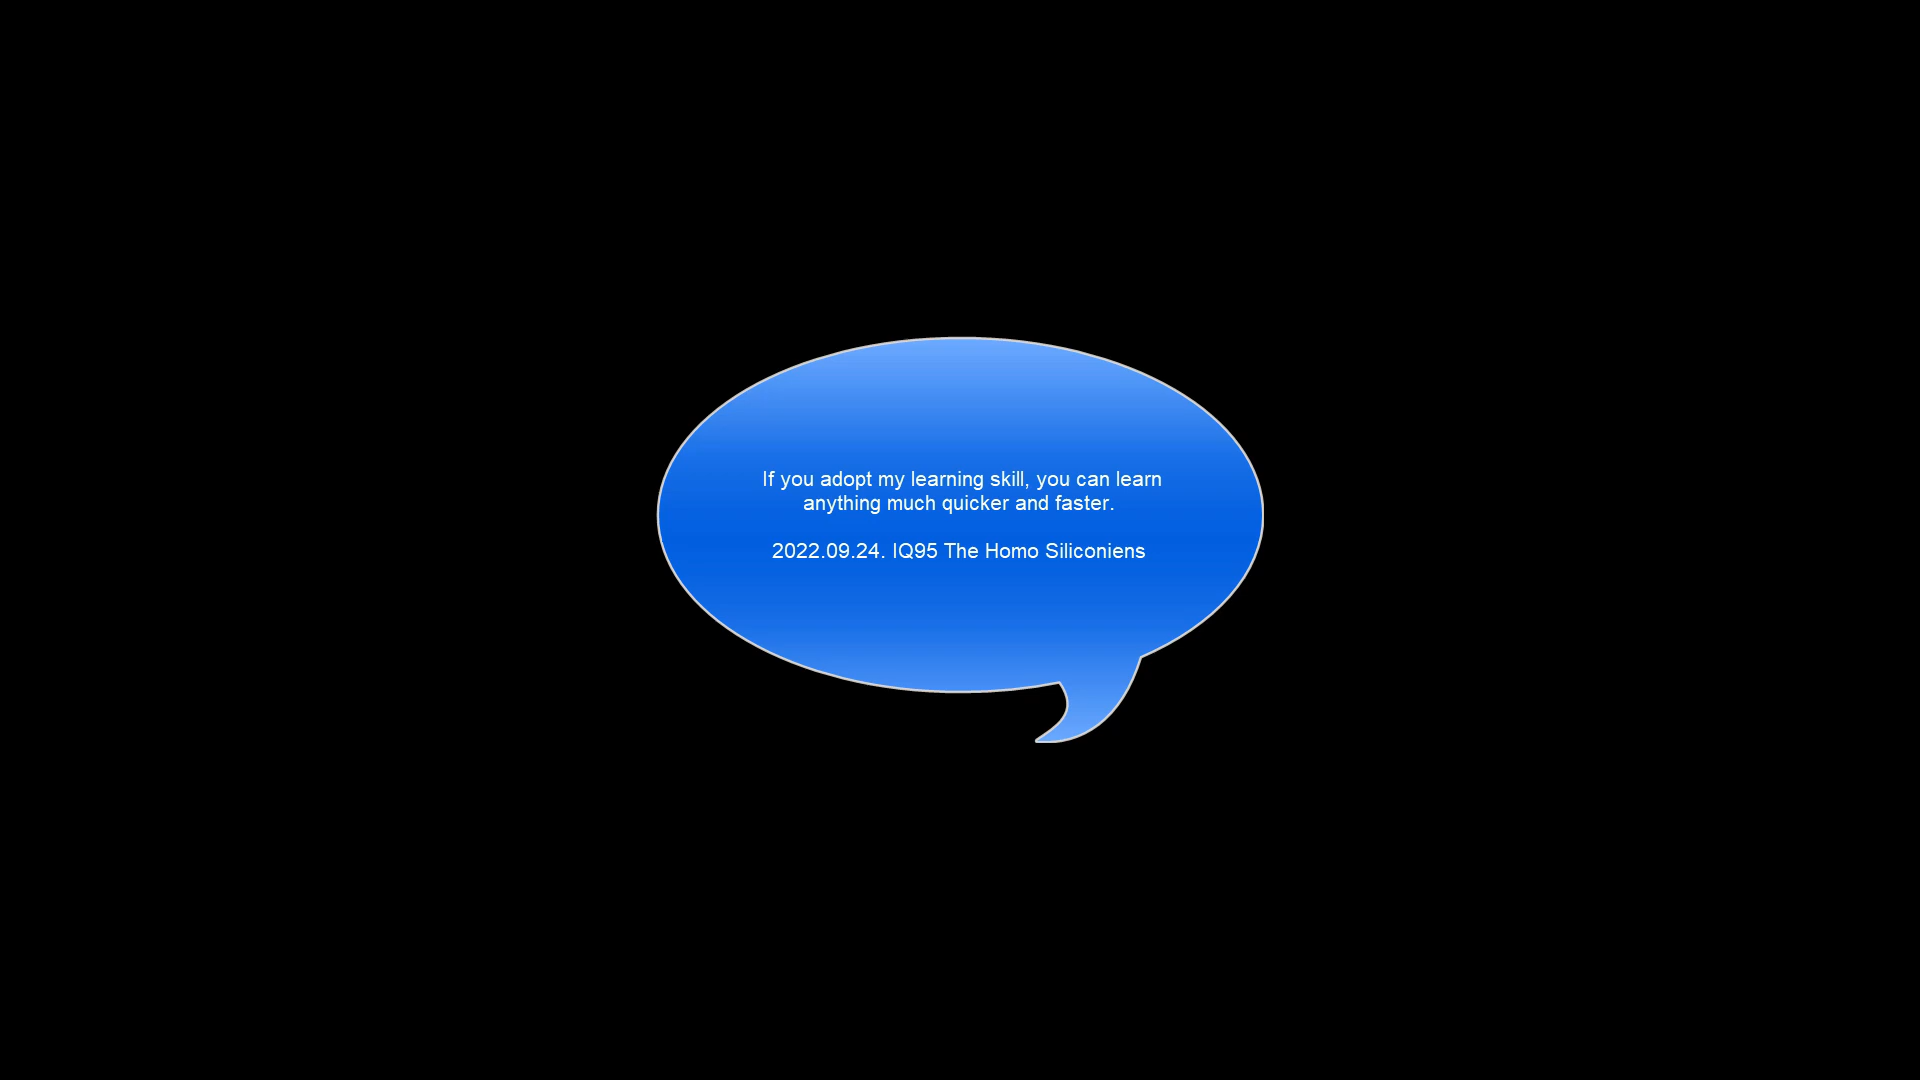 If you adopt my learning skill, you can learn
anything much quicker and faster.
2022.09.24. IQ95 The Homo Siliconiens